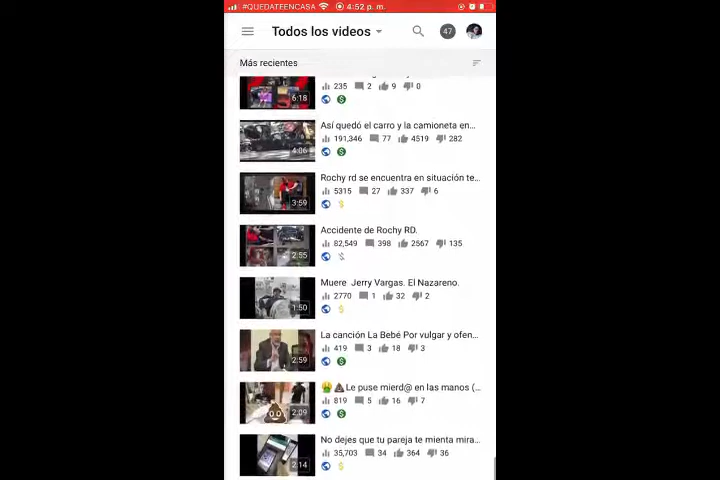 #QUEDATEENCASA 4:52 p. m.
Todos los videos 47
Más recientes
6:18 235 2 9 0
Así quedó el carro y la camioneta en...
4:06 191,346 77 4519 282
Rochy rd se encuentra en situación te...
3:59 5315 27 337 6
Accidente de Rochy RD.
2:55 82,549 398 2567 135
Muere Jerry Vargas. El Nazareno.
1:50 2770 1 32 2
La canción La Bebé Por vulgar y ofen...
2:59 419 3 18 3
🤮💩Le puse mierd@ en las manos (...
2:09 819 5 16 7
No dejes que tu pareja te mienta mira...
2:14 35,703 34 364 36